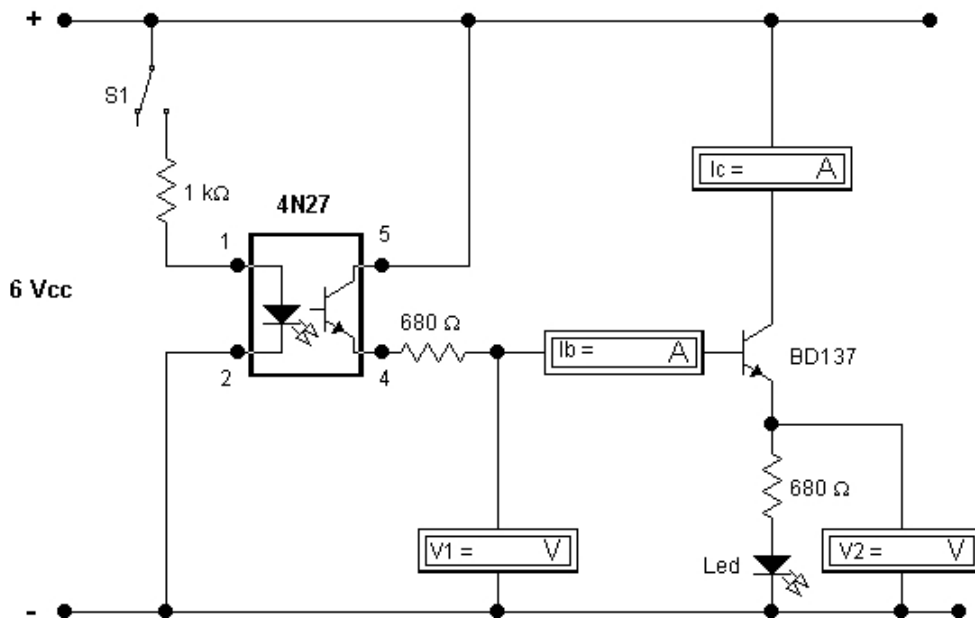 +
S1
Ic = A
1 kΩ
4N27
1
5
6 Vcc
680 Ω
Ib = A
BD137
2
4
680 Ω
V1 = V
Led
V2 = V
-